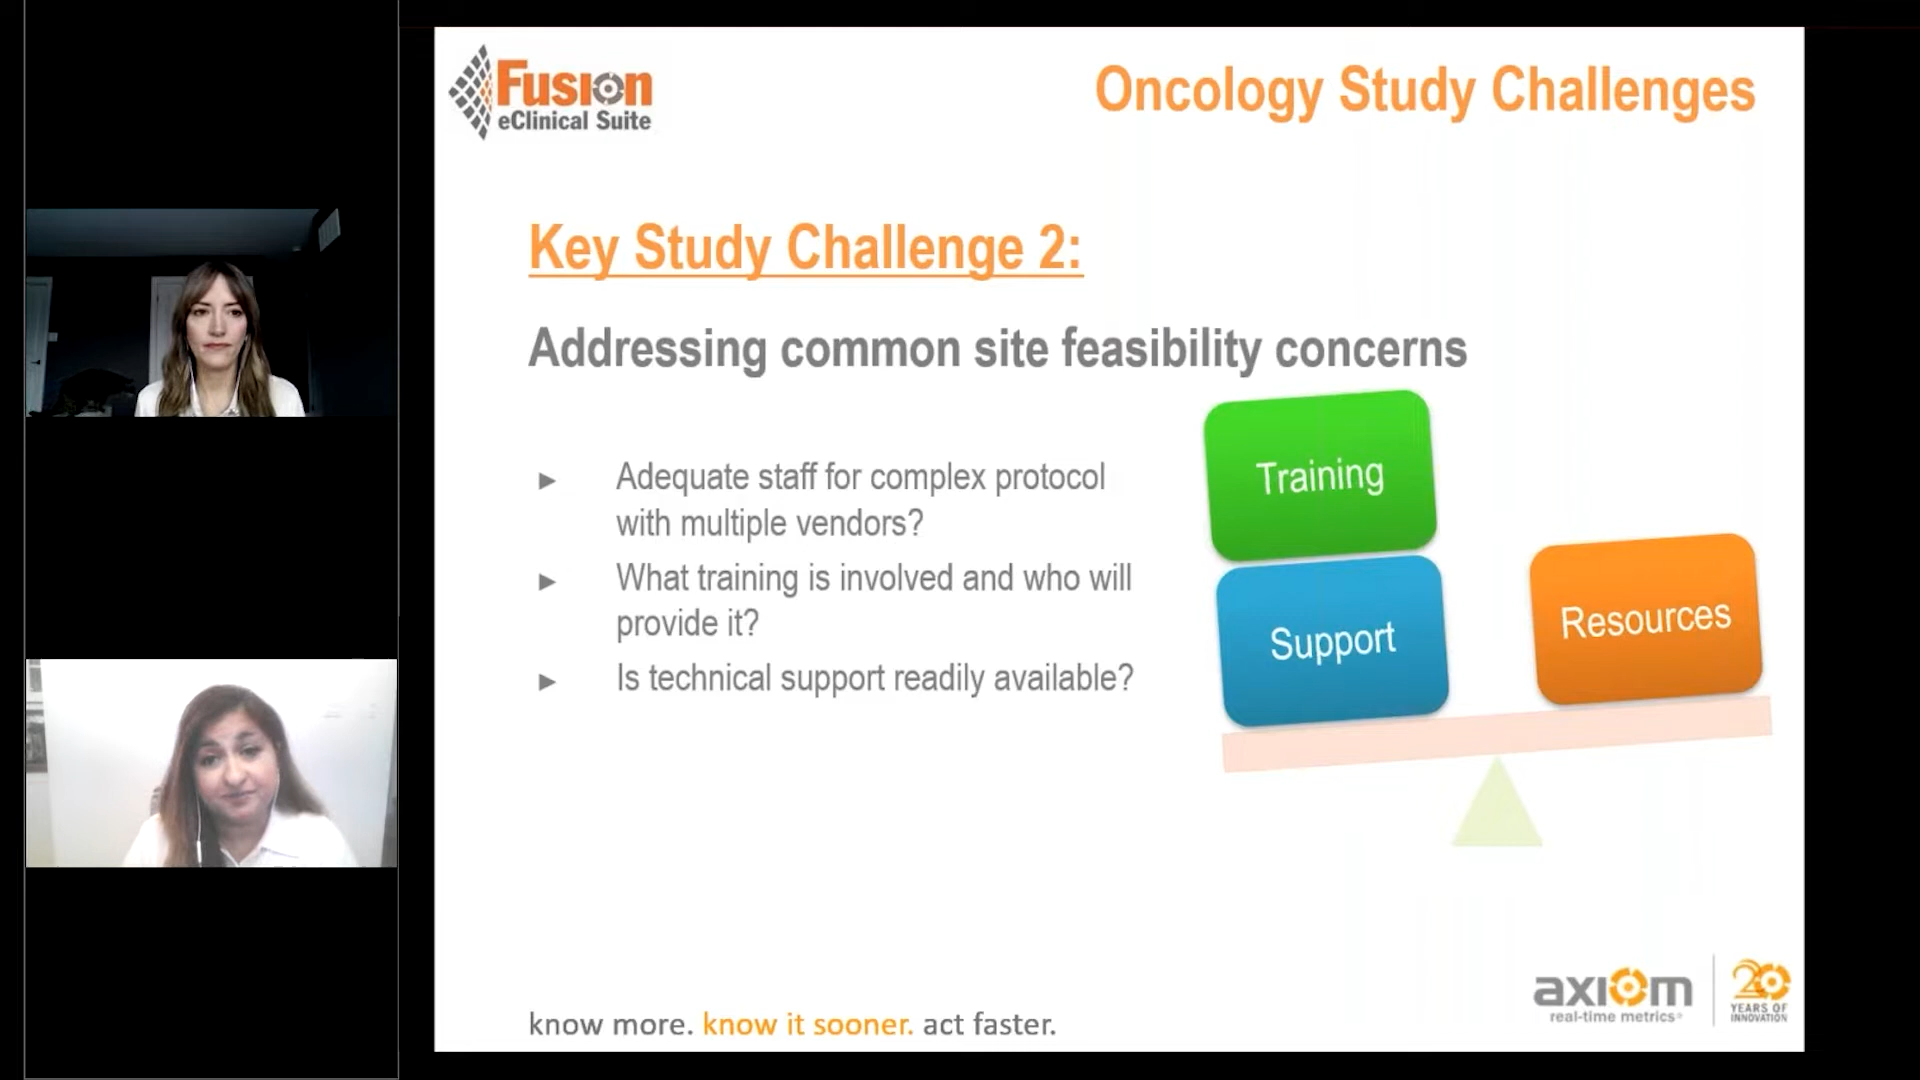 Fusion
eClinical Suite
Oncology Study Challenges
Key Study Challenge 2:
Addressing common site feasibility concerns
► Adequate staff for complex protocol
with multiple vendors?
► What training is involved and who will
provide it?
► Is technical support readily available?
Training
Support
Resources
know more. know it sooner. act faster.
axiom
real-time metrics
20
YEARS OF
INNOVATION